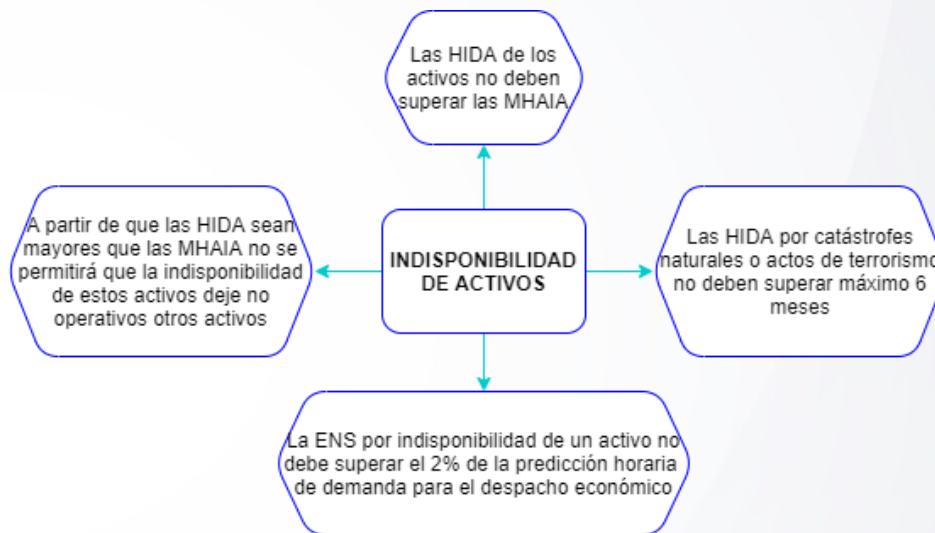 Las HIDA de los
activos no deben
superar las MHAIA
A partir de que las HIDA sean
mayores que las MHAIA no se
permitirá que la indisponibilidad
de estos activos deje no
operativos otros activos
INDISPONIBILIDAD
DE ACTIVOS
Las HIDA por catástrofes
naturales o actos de terrorismo
no deben superar máximo 6
meses
La ENS por indisponibilidad de un activo no
debe superar el 2% de la predicción horaria
de demanda para el despacho económico